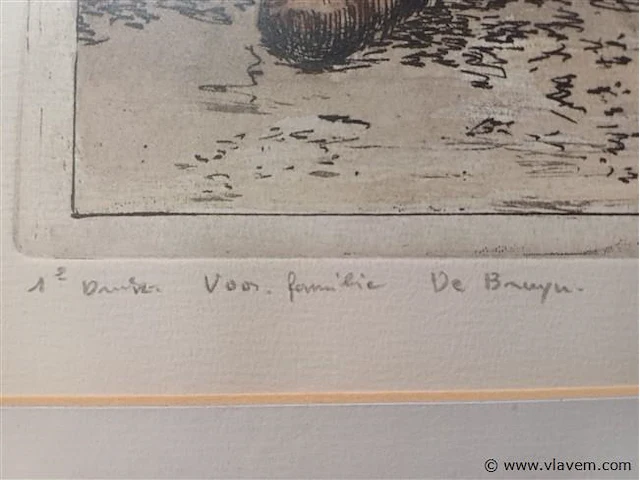 1e Druk. Voor. familie De Bruyn.
© www.vlavem.com